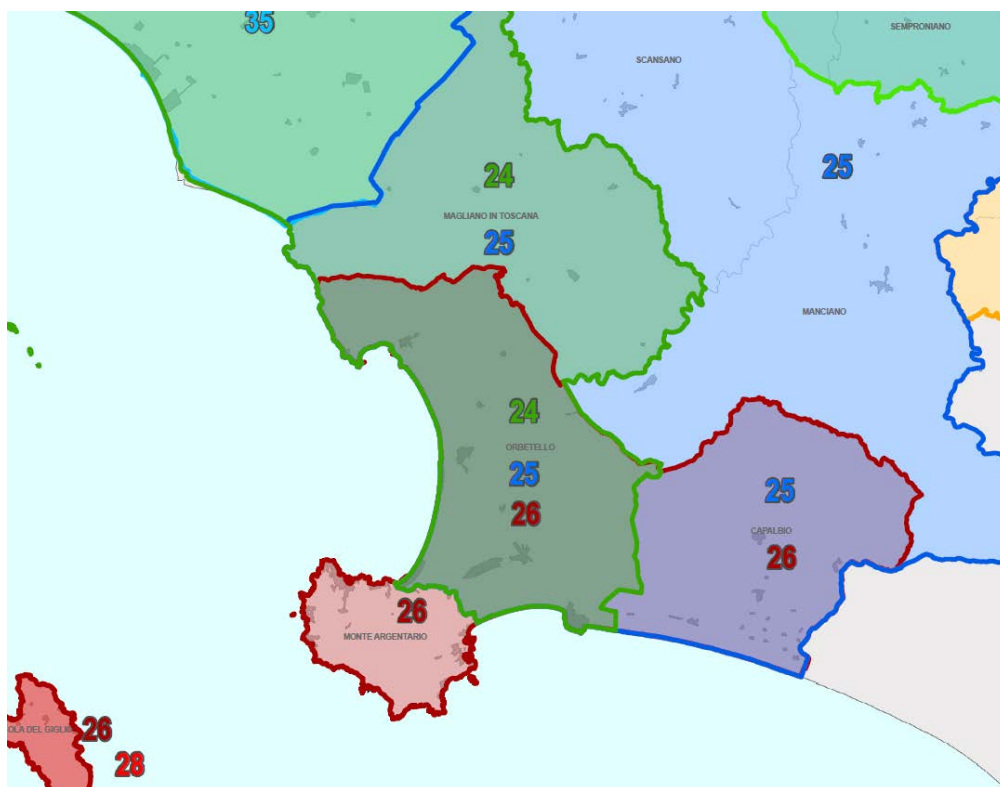 35
SEMPRONIANO
SCANSANO
25
24
MAGLIANO IN TOSCANA
25
MANCIANO
24
ORBETELLO
25
26
25
CAPALBIO
26
26
MONTE ARGENTARIO
OLA DEL GIGLIO
26
28